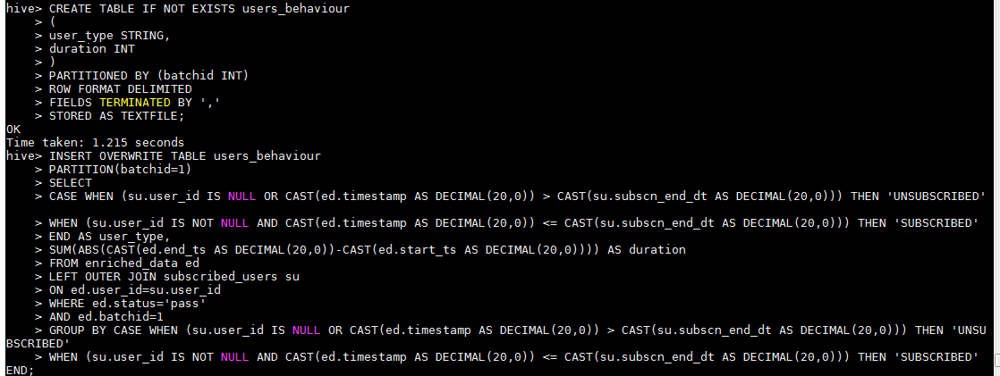 hive> CREATE TABLE IF NOT EXISTS users_behaviour
    > (
    > user_type STRING,
    > duration INT
    > )
    > PARTITIONED BY (batchid INT)
    > ROW FORMAT DELIMITED
    > FIELDS TERMINATED BY ','
    > STORED AS TEXTFILE;
OK
Time taken: 1.215 seconds
hive> INSERT OVERWRITE TABLE users_behaviour
    > PARTITION(batchid=1)
    > SELECT
    > CASE WHEN (su.user_id IS NULL OR CAST(ed.timestamp AS DECIMAL(20,0)) > CAST(su.subscn_end_dt AS DECIMAL(20,0))) THEN 'UNSUBSCRIBED'
    > WHEN (su.user_id IS NOT NULL AND CAST(ed.timestamp AS DECIMAL(20,0)) <= CAST(su.subscn_end_dt AS DECIMAL(20,0))) THEN 'SUBSCRIBED'
    > END AS user_type,
    > SUM(ABS(CAST(ed.end_ts AS DECIMAL(20,0))-CAST(ed.start_ts AS DECIMAL(20,0)))) AS duration
    > FROM enriched_data ed
    > LEFT OUTER JOIN subscribed_users su
    > ON ed.user_id=su.user_id
    > WHERE ed.status='pass'
    > AND ed.batchid=1
    > GROUP BY CASE WHEN (su.user_id IS NULL OR CAST(ed.timestamp AS DECIMAL(20,0)) > CAST(su.subscn_end_dt AS DECIMAL(20,0))) THEN 'UNSU
BSCRIBED'
    > WHEN (su.user_id IS NOT NULL AND CAST(ed.timestamp AS DECIMAL(20,0)) <= CAST(su.subscn_end_dt AS DECIMAL(20,0))) THEN 'SUBSCRIBED'
END;